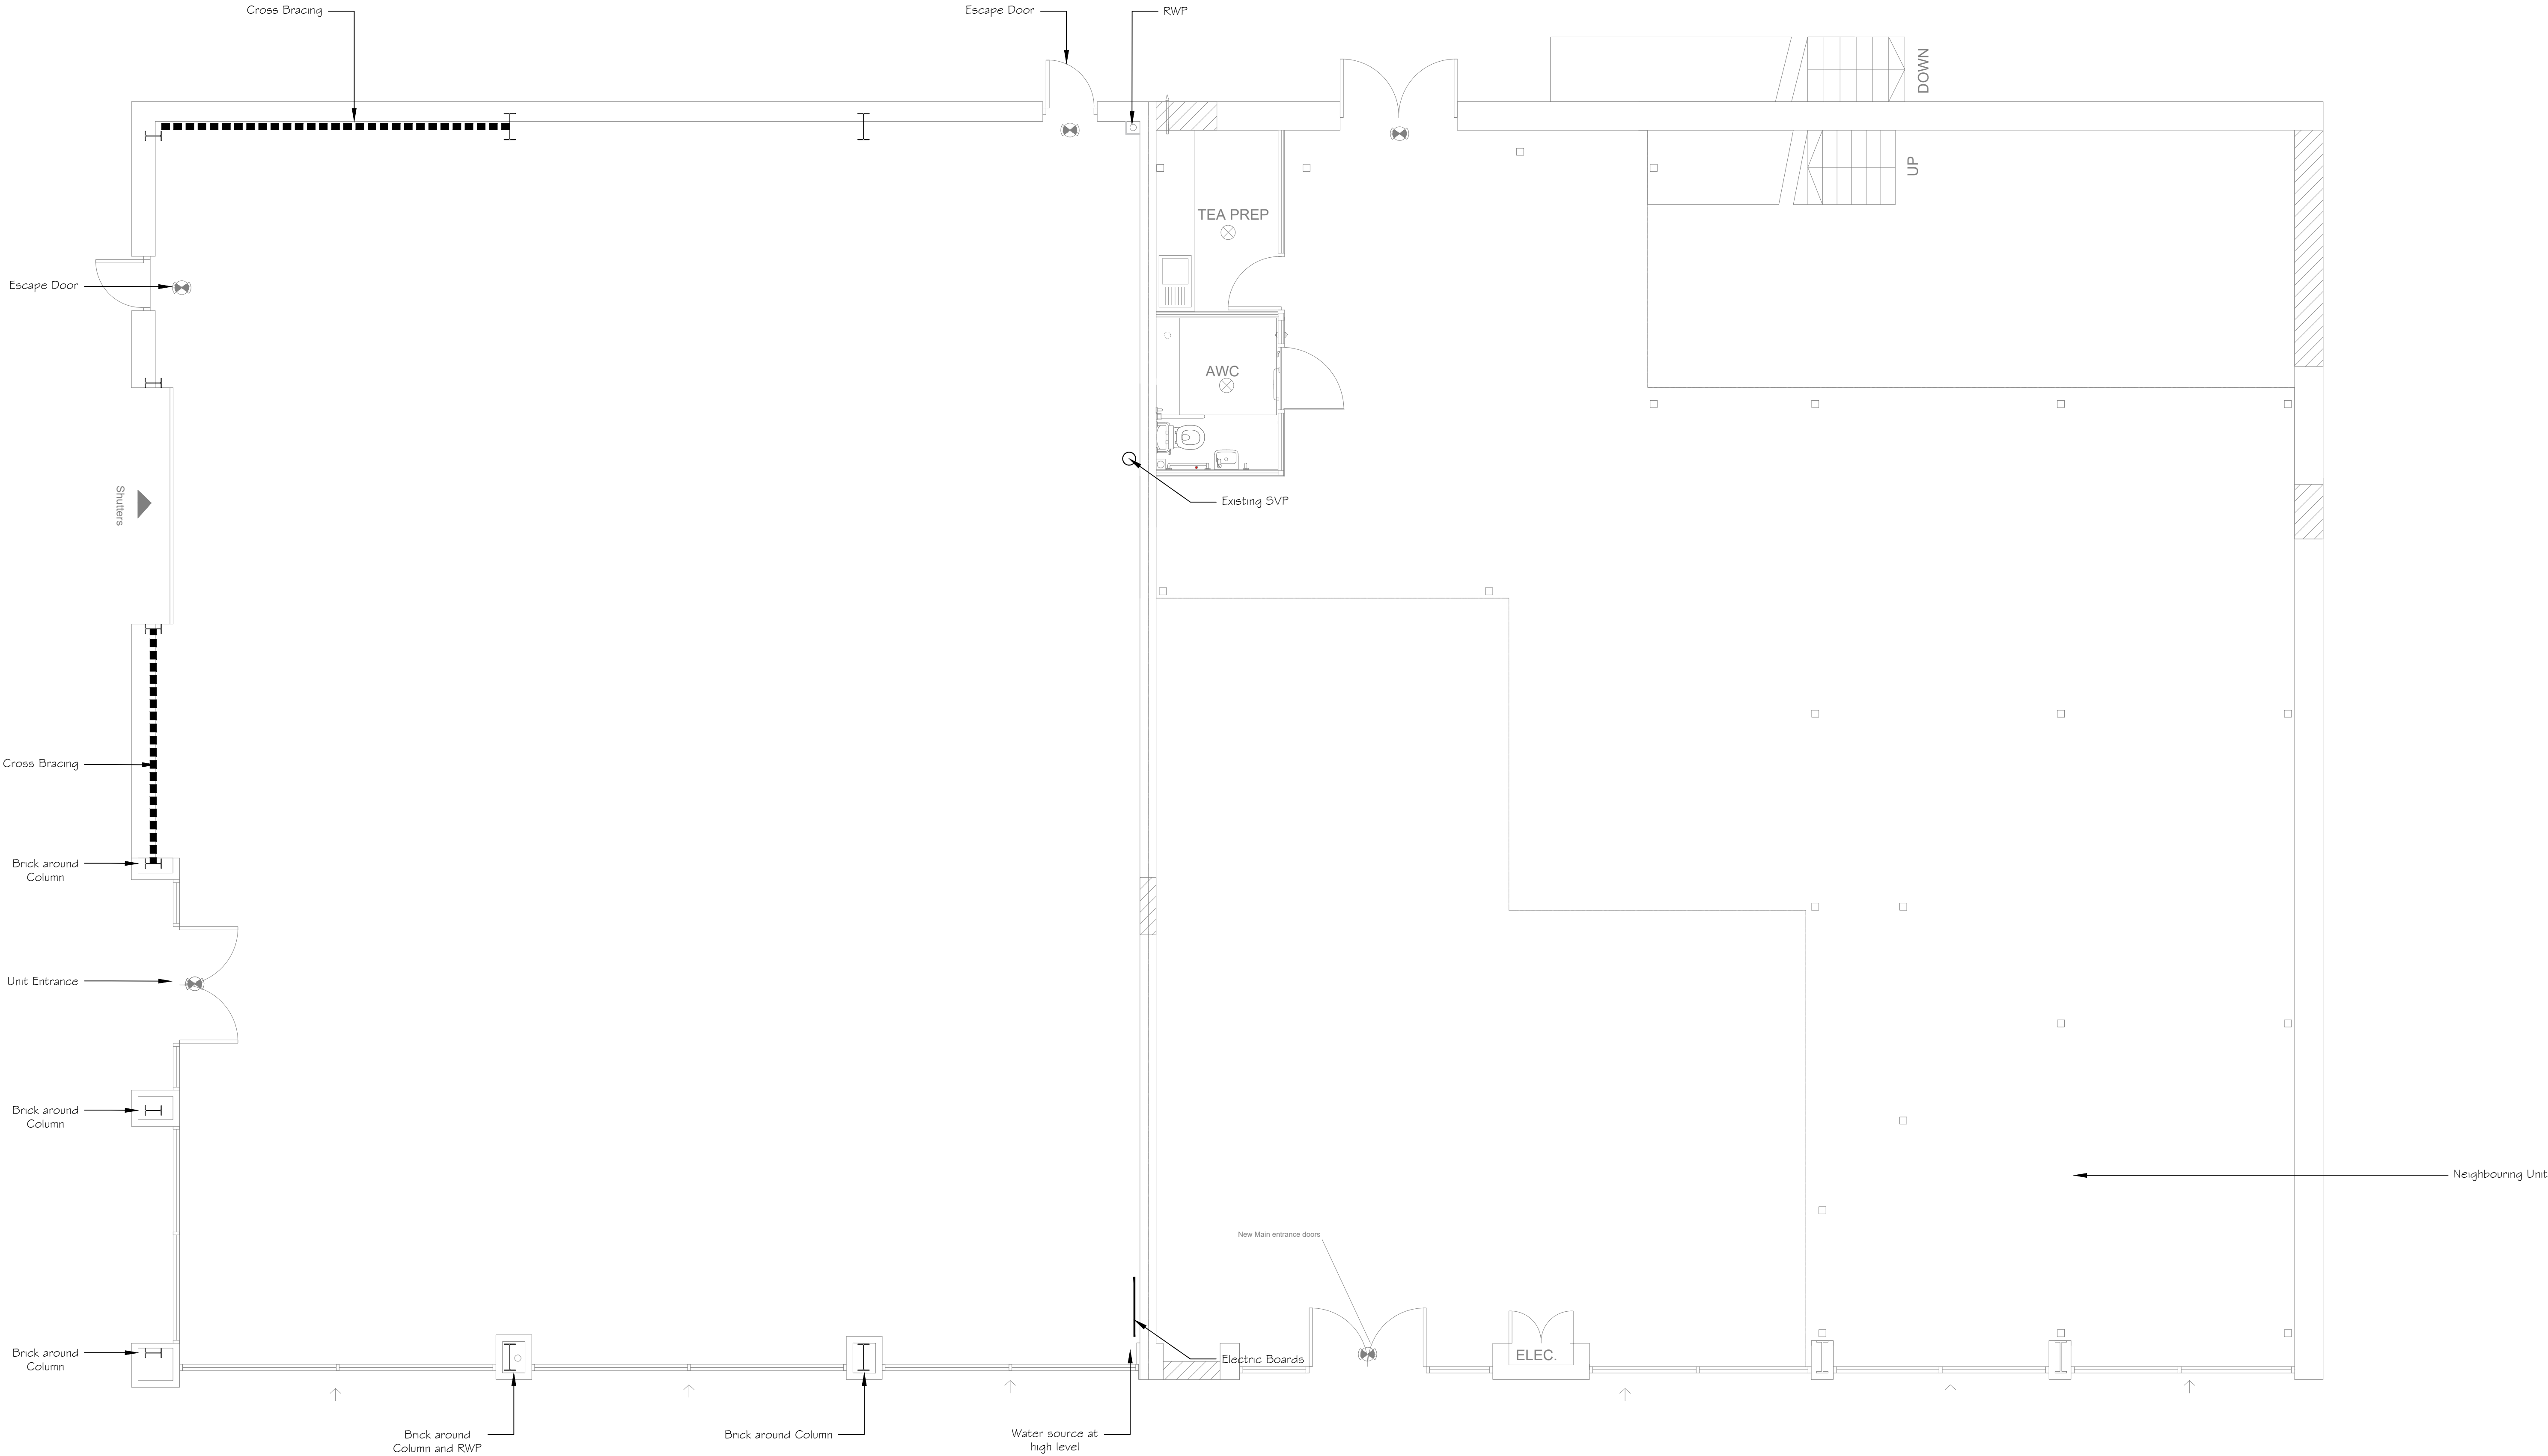 Cross Bracing
Escape Door
RWP
DOWN
UP
TEA PREP
Escape Door
AWC
Shutters
Existing SVP
Cross Bracing
Brick around
Column
Unit Entrance
Brick around
Column
Neighbouring Unit
New Main entrance doors
Brick around
Column
Electric Boards
ELEC.
Brick around
Column and RWP
Brick around Column
Water source at
high level